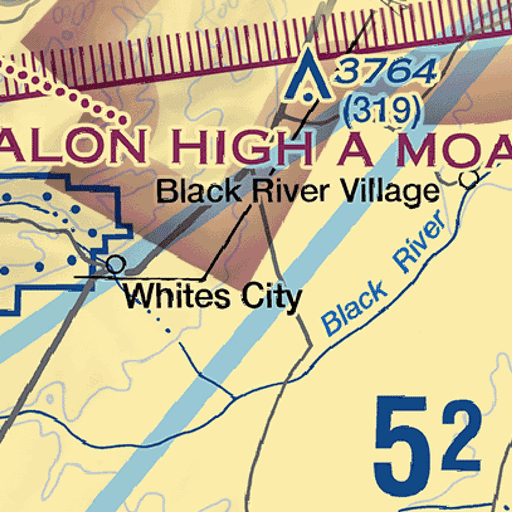 3764
(319)
ALON HIGH A MOA
Black River Village
Black River
Whites City
52